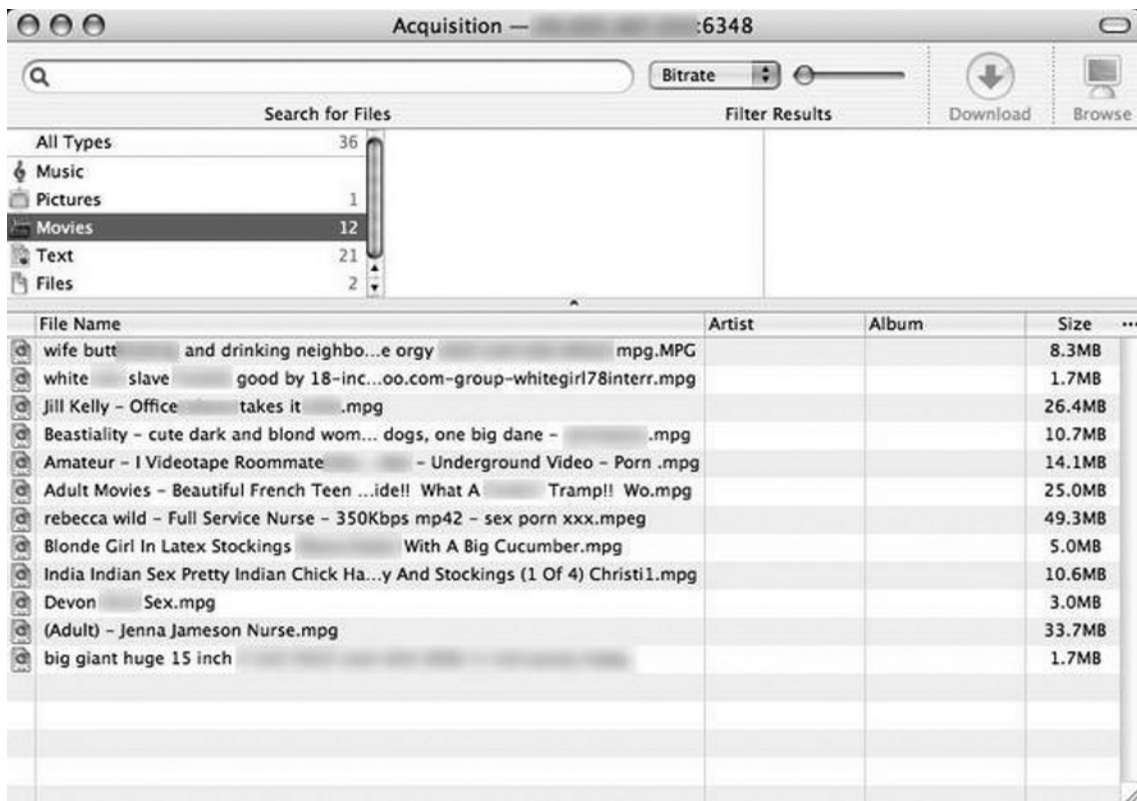 Acquisition — :6348
Bitrate
Search for Files
Filter Results
Download
Browse
All Types 36
Music
Pictures 1
Movies 12
Text 21
Files 2
File Name Artist Album Size ...
wife butt and drinking neighbo...e orgy mpg.MPG 8.3MB
white slave good by 18-inc...oo.com-group-whitegirl78interr.mpg 1.7MB
Jill Kelly - Office takes it .mpg 26.4MB
Beastiality - cute dark and blond wom... dogs, one big dane - .mpg 10.7MB
Amateur - I Videotape Roommate - Underground Video - Porn .mpg 14.1MB
Adult Movies - Beautiful French Teen ...ide!! What A Tramp!! Wo.mpg 25.0MB
rebecca wild - Full Service Nurse - 350Kbps mp42 - sex porn xxx.mpeg 49.3MB
Blonde Girl In Latex Stockings With A Big Cucumber.mpg 5.0MB
India Indian Sex Pretty Indian Chick Ha...y And Stockings (1 Of 4) Christi1.mpg 10.6MB
Devon Sex.mpg 3.0MB
(Adult) - Jenna Jameson Nurse.mpg 33.7MB
big giant huge 15 inch 1.7MB